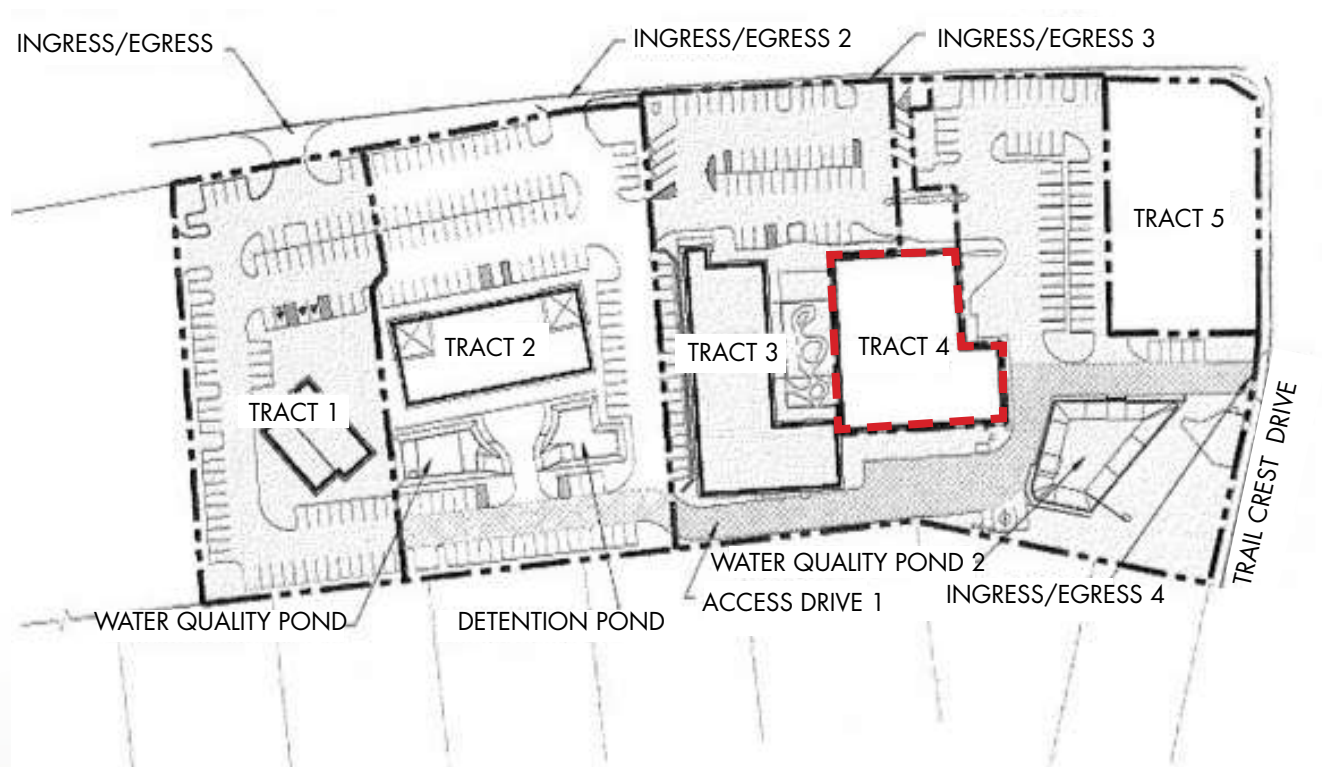 INGRESS/EGRESS
INGRESS/EGRESS 2
INGRESS/EGRESS 3
TRACT 5
TRACT 2
TRACT 3
TRACT 4
TRACT 1
TRAIL CREST DRIVE
WATER QUALITY POND 2
ACCESS DRIVE 1
INGRESS/EGRESS 4
WATER QUALITY POND
DETENTION POND